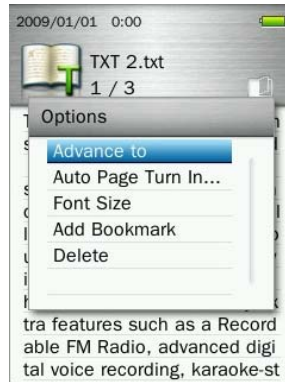 2009/01/01 0:00
TXT 2.txt
1 / 3
Options
Advance to
Auto Page Turn In...
Font Size
Add Bookmark
Delete
tra features such as a Record
able FM Radio, advanced digi
tal voice recording, karaoke-st